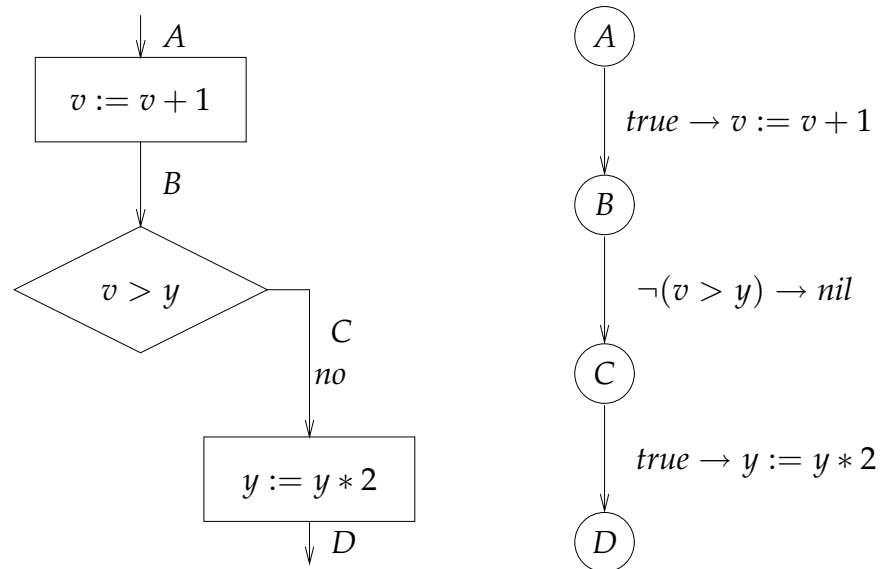 A
v := v + 1
B
v > y
C
no
y := y ∗ 2
D
A
true → v := v + 1
B
¬(v > y) → nil
C
true → y := y ∗ 2
D